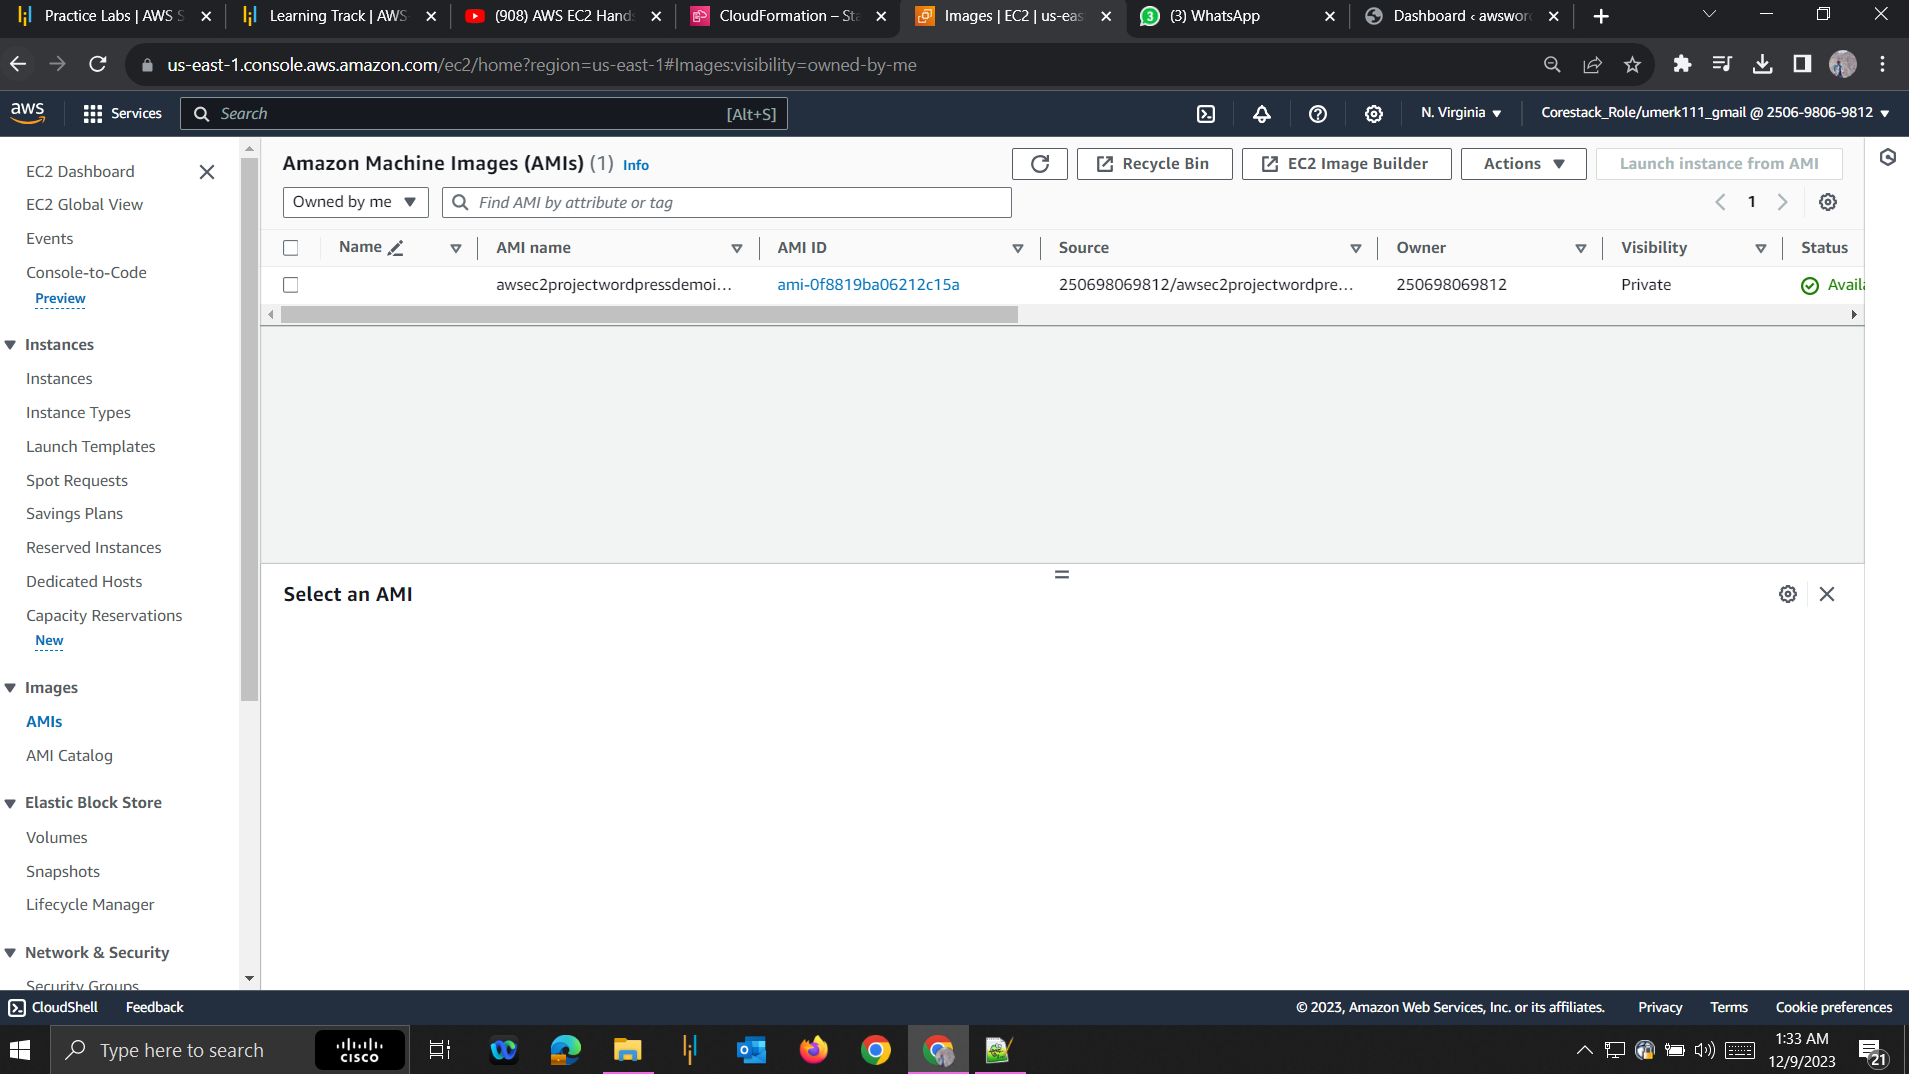 Practice Labs | AWS S
Learning Track | AWS
(908) AWS EC2 Hands
CloudFormation – Sta
Images | EC2 | us-eas
(3) WhatsApp
Dashboard ‹ awswor
us-east-1.console.aws.amazon.com/ec2/home?region=us-east-1#Images:visibility=owned-by-me
aws
Services
Search
[Alt+S]
N. Virginia
Corestack_Role/umerk111_gmail @ 2506-9806-9812
EC2 Dashboard
EC2 Global View
Events
Console-to-Code
Preview
Instances
Instances
Instance Types
Launch Templates
Spot Requests
Savings Plans
Reserved Instances
Dedicated Hosts
Capacity Reservations
New
Images
AMIs
AMI Catalog
Elastic Block Store
Volumes
Snapshots
Lifecycle Manager
Network & Security
Security Groups
Amazon Machine Images (AMIs) (1) Info
Recycle Bin
EC2 Image Builder
Actions
Launch instance from AMI
Owned by me
Find AMI by attribute or tag
1
Name
AMI name
AMI ID
Source
Owner
Visibility
Status
awsec2projectwordpressdemoi…
ami-0f8819ba06212c15a
250698069812/awsec2projectwordpre…
250698069812
Private
Availa
Select an AMI
CloudShell
Feedback
© 2023, Amazon Web Services, Inc. or its affiliates.
Privacy
Terms
Cookie preferences
Type here to search
CISCO
1:33 AM
12/9/2023
21